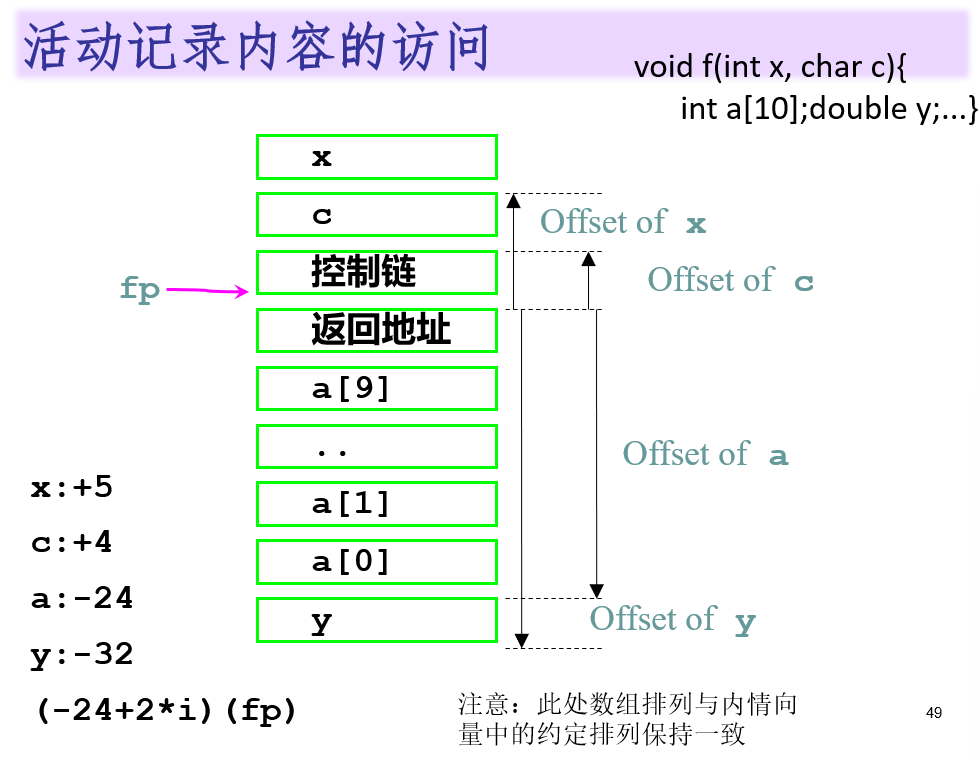 活动记录内容的访问
void f(int x, char c){
int a[10];double y;...}
x
c
Offset of x
控制链
Offset of c
fp
返回地址
a[9]
..
Offset of a
x:+5
a[1]
c:+4
a[0]
a:-24
y
Offset of y
y:-32
(-24+2*i)(fp)
注意：此处数组排列与内情向
量中的约定排列保持一致
49